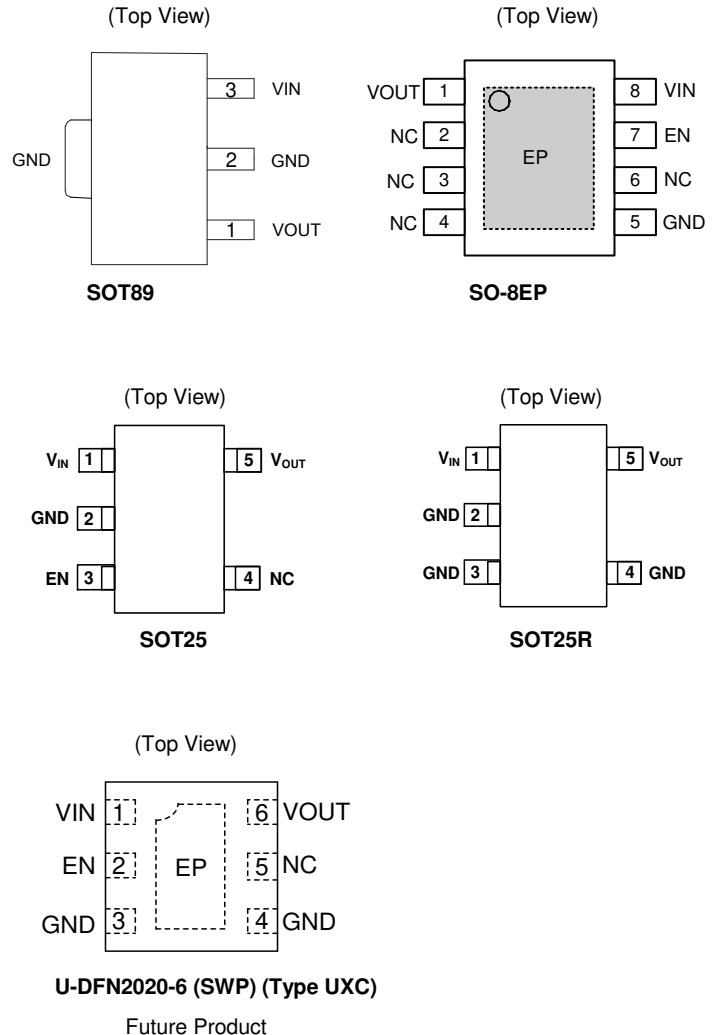 (Top View)
3 VIN
GND
2 GND
1 VOUT
SOT89
(Top View)
VOUT 1
8 VIN
NC 2
7 EN
EP
NC 3
6 NC
NC 4
5 GND
SO-8EP
(Top View)
VIN 1
5 VOUT
GND 2
EN 3
4 NC
SOT25
(Top View)
VIN 1
5 VOUT
GND 2
GND 3
4 GND
SOT25R
(Top View)
VIN 1
6 VOUT
EN 2
EP
5 NC
GND 3
4 GND
U-DFN2020-6 (SWP) (Type UXC)
Future Product